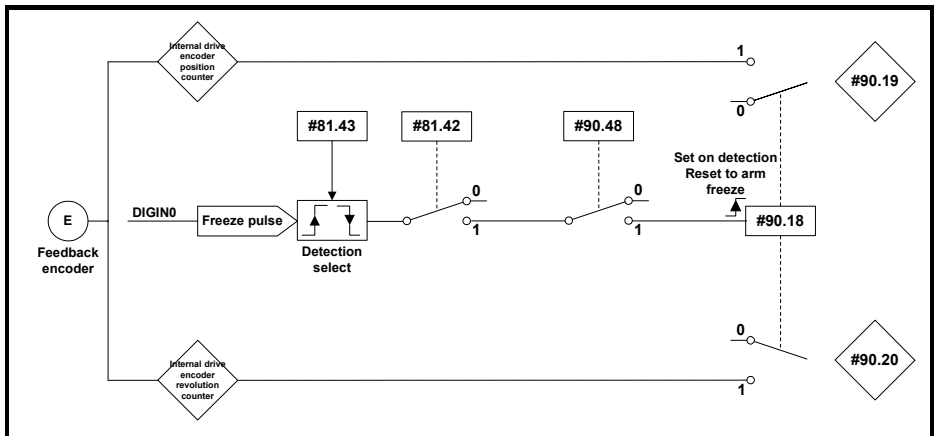 Internal drive
encoder
position
counter
1
#90.19
0
#81.43
#81.42
#90.48
Set on detection
Reset to arm
freeze
0
0
E
DIGIN0
Freeze pulse
1
1
#90.18
Feedback
encoder
Detection
select
0
#90.20
Internal drive
encoder
revolution
counter
1